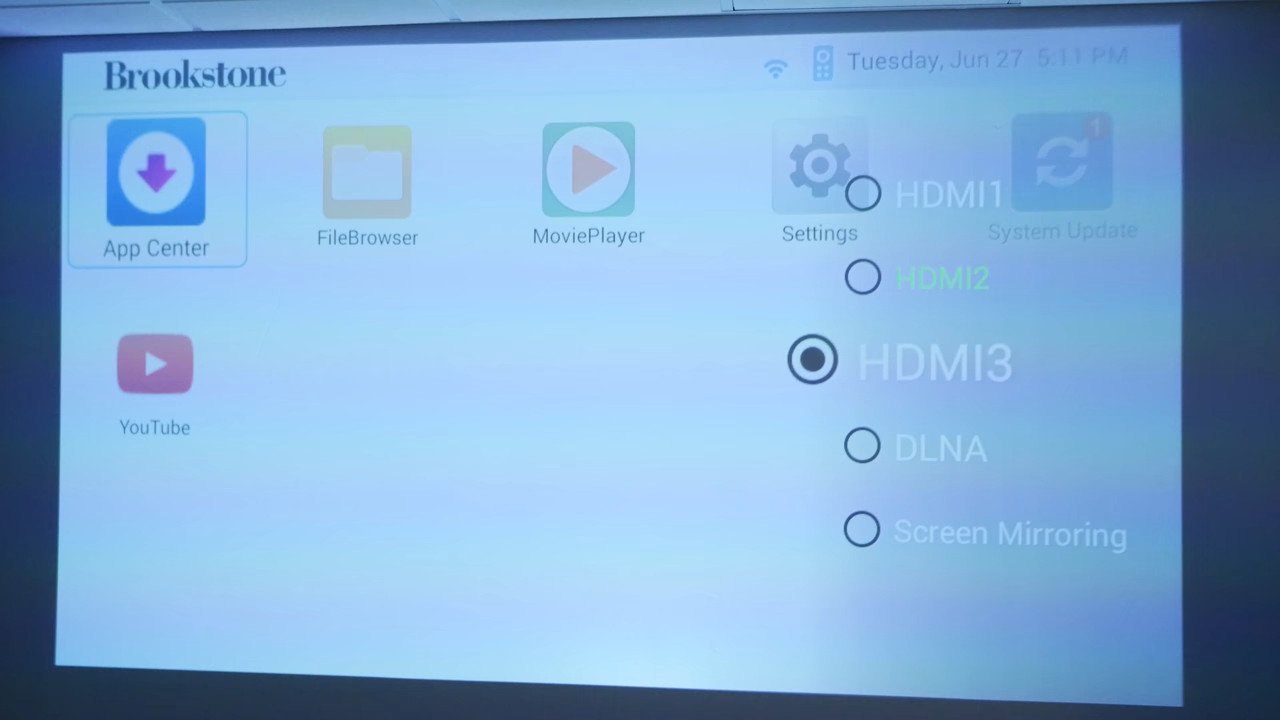 Brookstone
Tuesday, Jun 27 5:11 PM
App Center
FileBrowser
MoviePlayer
Settings
1
System Update
YouTube
HDMI1
HDMI2
HDMI3
DLNA
Screen Mirroring